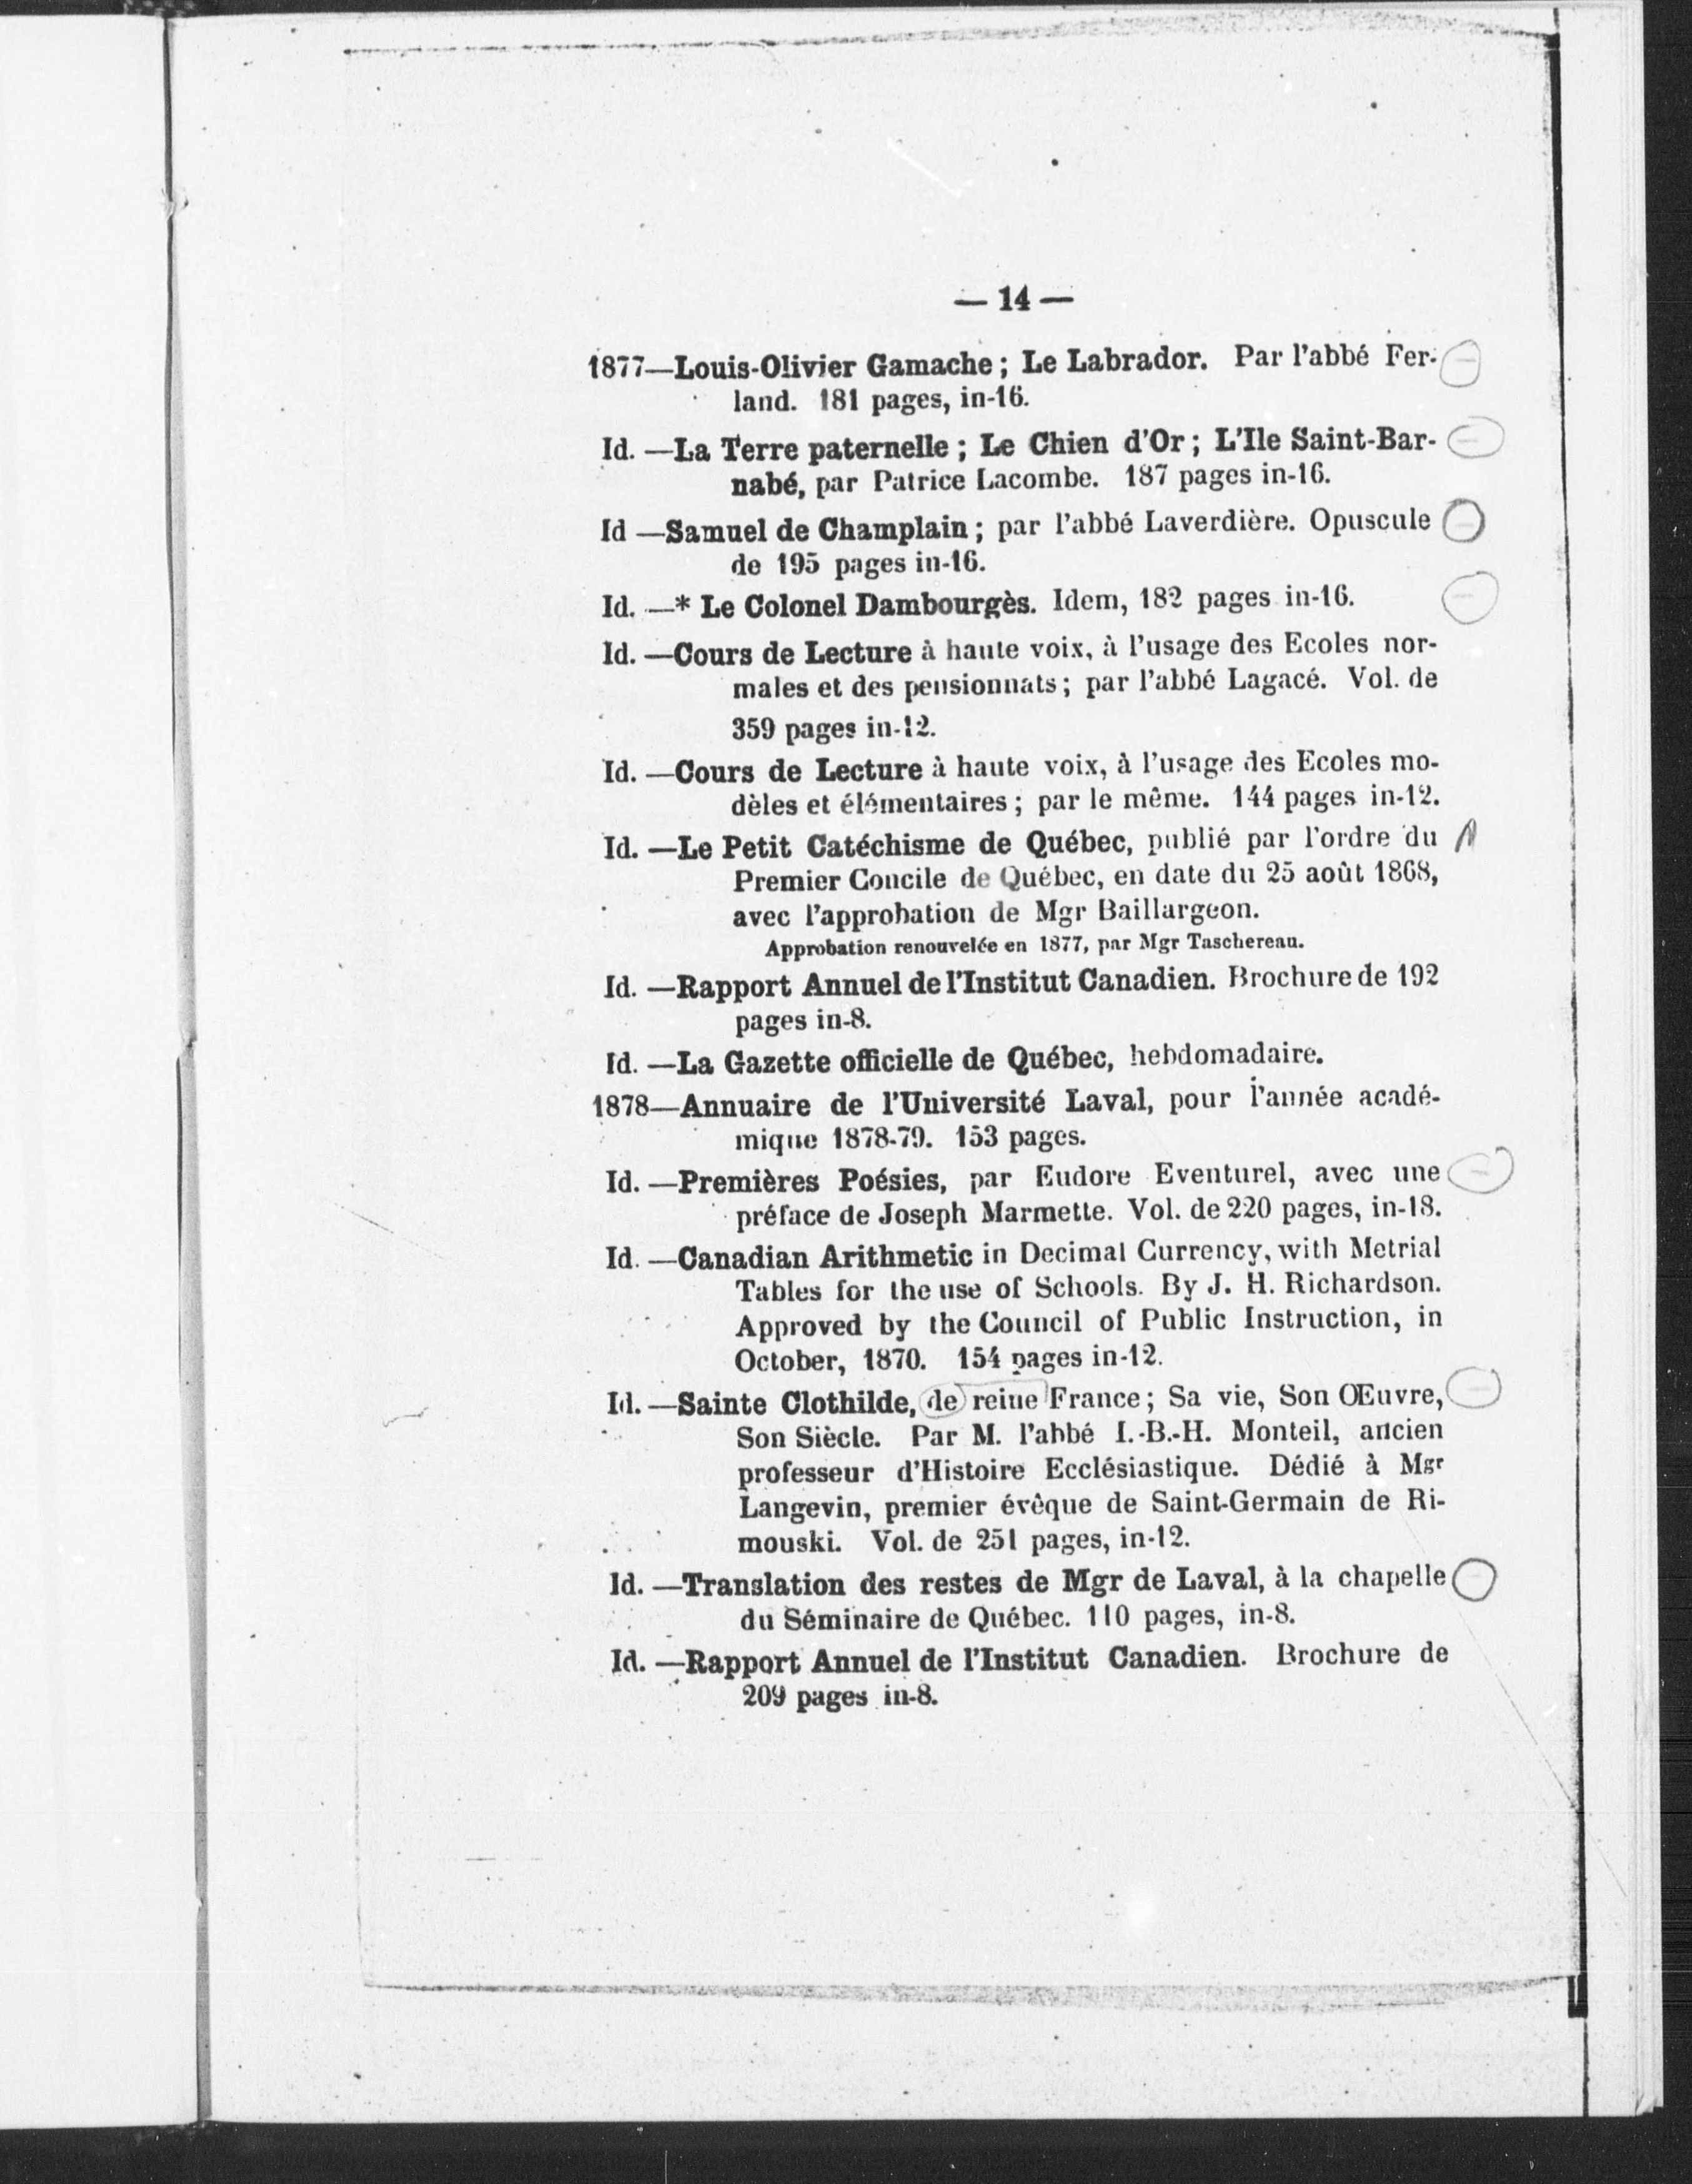 — 14 —
1877—Louis-Olivier Gamache ; Le Labrador. Par l'abbé Fer-
land. 181 pages, in-16.
Id. —La Terre paternelle ; Le Chien d'Or ; L'Ile Saint-Bar-
nabé, par Patrice Lacombe. 187 pages in-16.
Id —Samuel de Champlain ; par l'abbé Laverdière. Opuscule
de 195 pages in-16.
Id. —* Le Colonel Dambourgès. Idem, 182 pages in-16.
Id. —Cours de Lecture à haute voix, à l'usage des Ecoles nor-
males et des pensionnats ; par l'abbé Lagacé. Vol. de
359 pages in-12.
Id. —Cours de Lecture à haute voix, à l'usage des Ecoles mo-
dèles et élémentaires ; par le même. 144 pages in-12.
Id. —Le Petit Catéchisme de Québec, publié par l'ordre du
Premier Concile de Québec, en date du 25 août 1868,
avec l'approbation de Mgr Baillargeon.
Approbation renouvelée en 1877, par Mgr Taschereau.
Id. —Rapport Annuel de l'Institut Canadien. Brochure de 192
pages in-8.
Id. —La Gazette officielle de Québec, hebdomadaire.
1878—Annuaire de l'Université Laval, pour l'année acadé-
mique 1878-79. 153 pages.
Id. —Premières Poésies, par Eudore Eventurel, avec une
préface de Joseph Marmette. Vol. de 220 pages, in-18.
Id. —Canadian Arithmetic in Decimal Currency, with Metrial
Tables for the use of Schools. By J. H. Richardson.
Approved by the Council of Public Instruction, in
October, 1870. 154 pages in-12.
Id. —Sainte Clothilde, de reine France ; Sa vie, Son Œuvre,
Son Siècle. Par M. l'abbé I.-B.-H. Monteil, ancien
professeur d'Histoire Ecclésiastique. Dédié à Mgr
Langevin, premier évêque de Saint-Germain de Ri-
mouski. Vol. de 251 pages, in-12.
Id. —Translation des restes de Mgr de Laval, à la chapelle
du Séminaire de Québec. 110 pages, in-8.
Id. —Rapport Annuel de l'Institut Canadien. Brochure de
209 pages in-8.